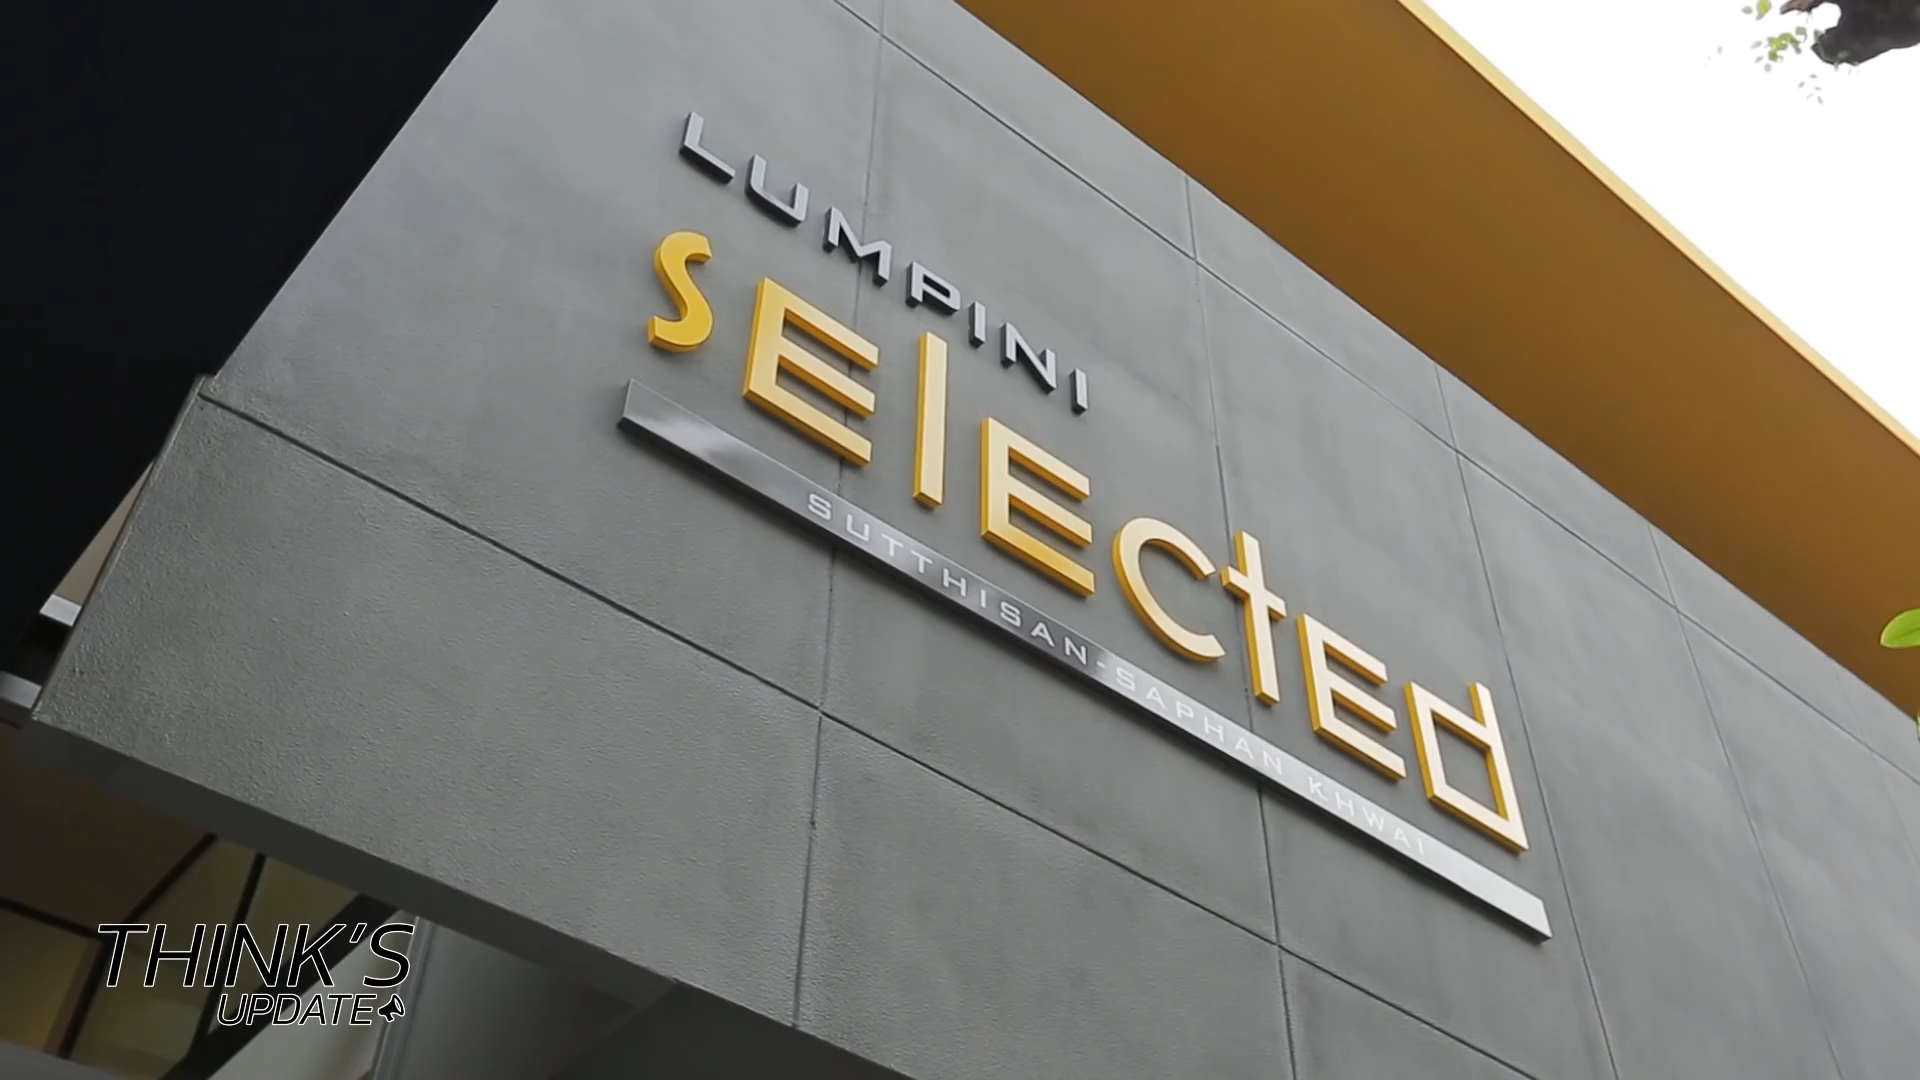 LUMPINI
sElEctEd
SUTTHISAN-SAPHAN KHWAI
THINK'S
UPDATE